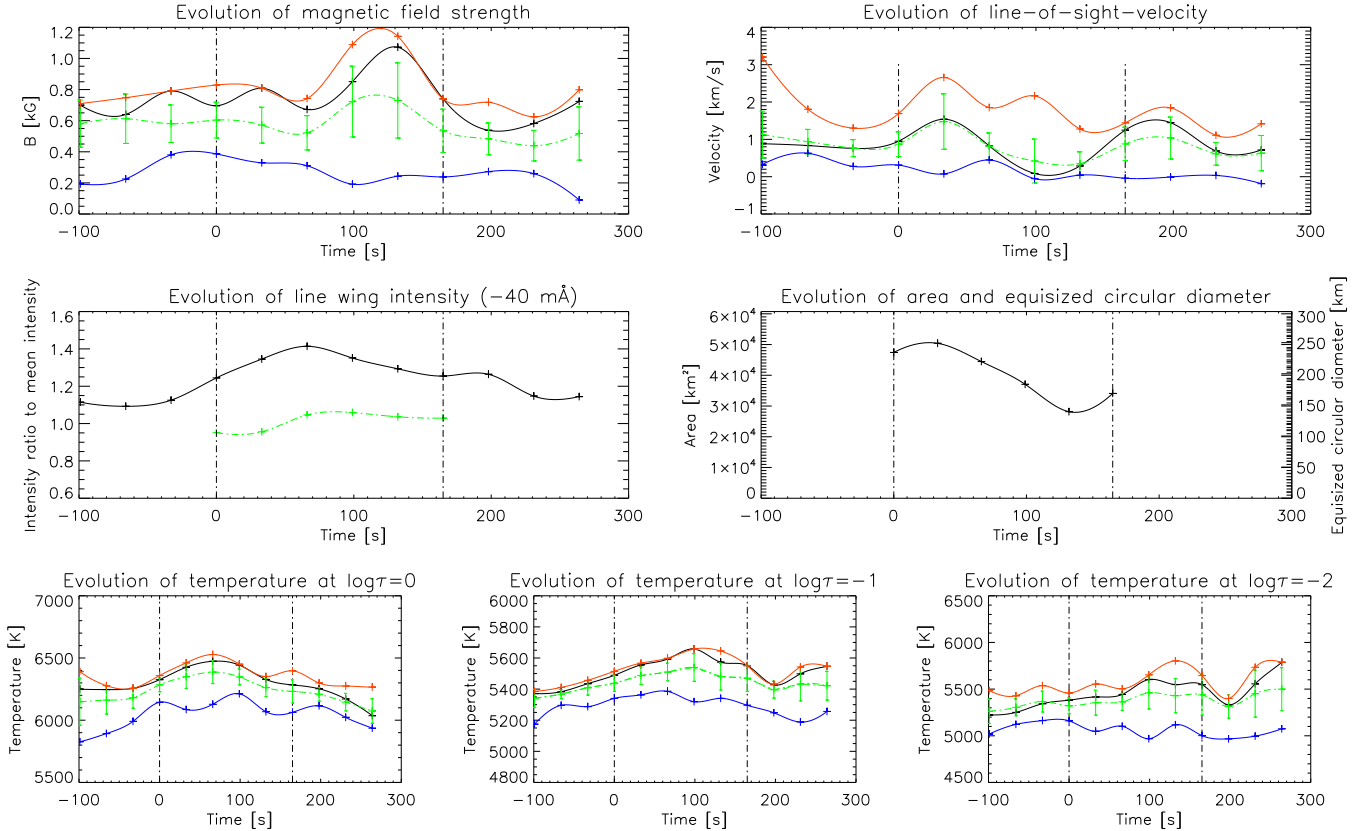 Evolution of magnetic field strength
B [kG]
1.2
1.0
0.8
0.6
0.4
0.2
0.0
-100 0 100 200 300
Time [s]
Evolution of line-of-sight-velocity
Velocity [km/s]
4
3
2
1
0
-1
-100 0 100 200 300
Time [s]
Evolution of line wing intensity (-40 mÅ)
Intensity ratio to mean intensity
1.6
1.4
1.2
1.0
0.8
0.6
-100 0 100 200 300
Time [s]
Evolution of area and equisized circular diameter
Area [km²]
6×10⁴
5×10⁴
4×10⁴
3×10⁴
2×10⁴
1×10⁴
0
300
250
200
150
100
50
0
Equisized circular diameter [km]
-100 0 100 200 300
Time [s]
Evolution of temperature at logτ=0
Temperature [K]
7000
6500
6000
5500
-100 0 100 200 300
Time [s]
Evolution of temperature at logτ=-1
Temperature [K]
6000
5800
5600
5400
5200
5000
4800
-100 0 100 200 300
Time [s]
Evolution of temperature at logτ=-2
Temperature [K]
6500
6000
5500
5000
4500
-100 0 100 200 300
Time [s]